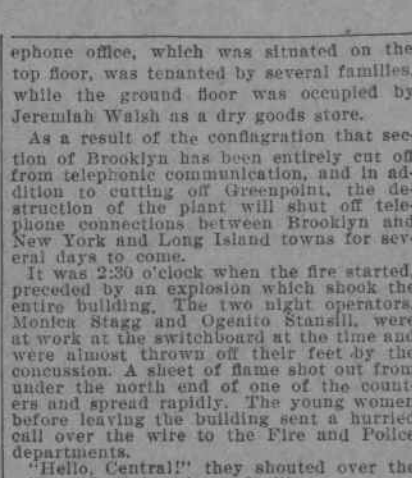 ephone office, which was situated on the
top floor, was tenanted by several families,
while the ground floor was occupied by
Jeremiah Walsh as a dry goods store.
As a result of the conflagration that sec-
tion of Brooklyn has been entirely cut off
from telephonic communication, and in ad-
dition to cutting off Greenpoint, the de-
struction of the plant will shut off tele-
phone connections between Brooklyn and
New York and Long Island towns for sev-
eral days to come.
It was 2:30 o'clock when the fire started,
preceded by an explosion which shook the
entire building. The two night operators,
Monica Stagg and Ogenito Stansill, were
at work at the switchboard at the time and
were almost thrown off their feet by the
concussion. A sheet of flame shot out from
under the north end of one of the count-
ers and spread rapidly. The young women
before leaving the building sent a hurried
call over the wire to the Fire and Police
departments.
"Hello, Central!" they shouted over the